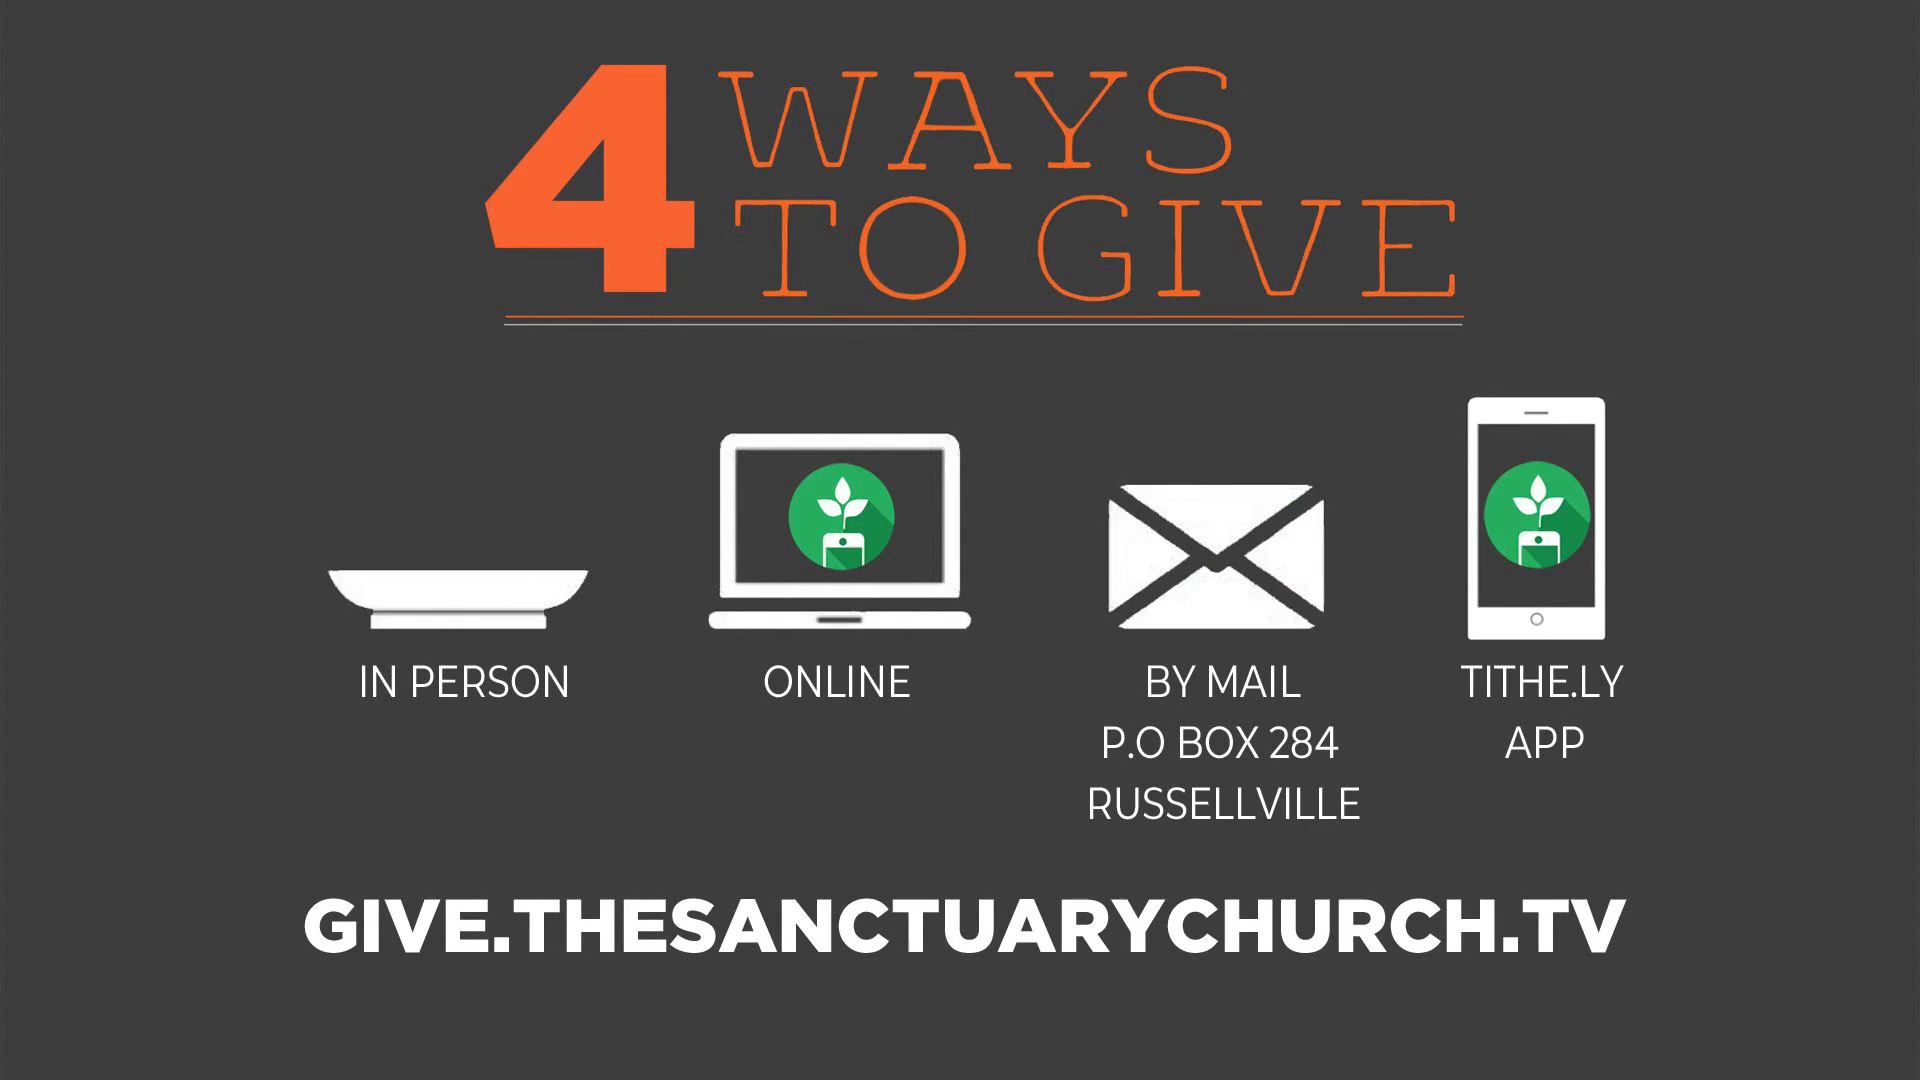 4 WAYS
TO GIVE
IN PERSON
ONLINE
BY MAIL
P.O BOX 284
RUSSELLVILLE
TITHE.LY
APP
GIVE.THESANCTUARYCHURCH.TV